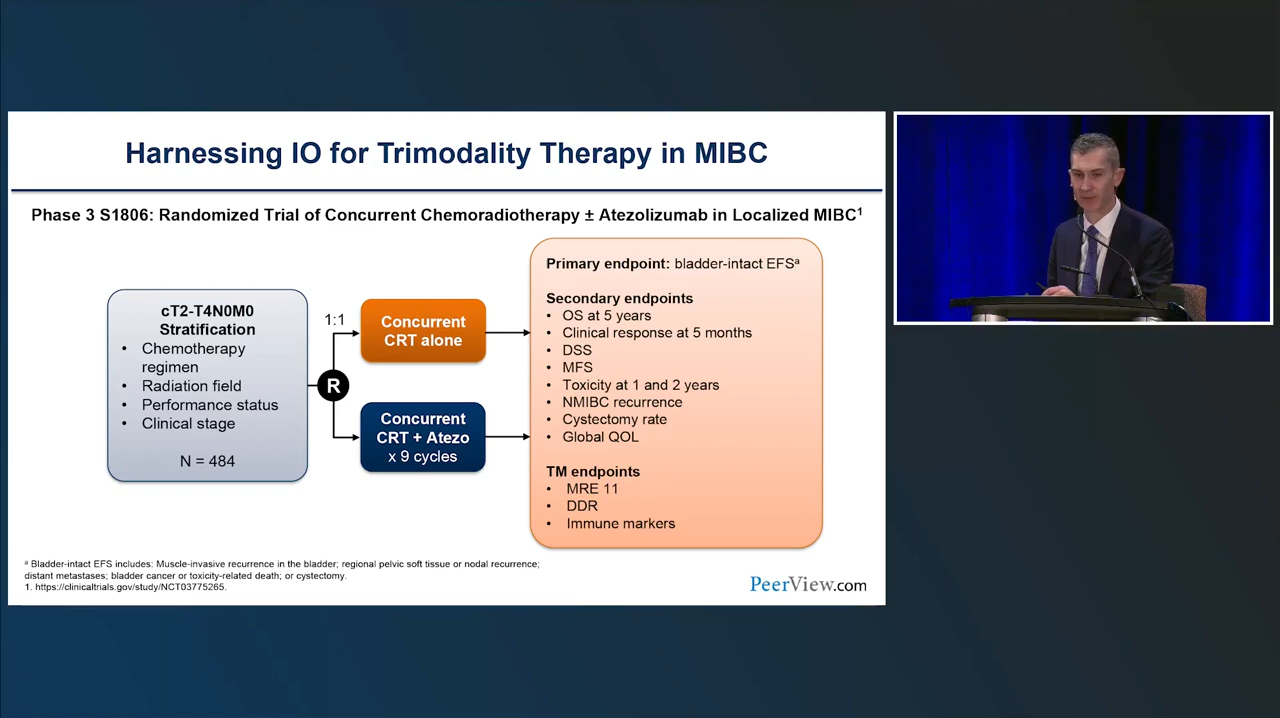 Harnessing IO for Trimodality Therapy in MIBC
Phase 3 S1806: Randomized Trial of Concurrent Chemoradiotherapy ± Atezolizumab in Localized MIBC¹
cT2-T4N0M0
Stratification
• Chemotherapy
regimen
• Radiation field
• Performance status
• Clinical stage
N = 484
R
1:1
Concurrent
CRT alone
Concurrent
CRT + Atezo
x 9 cycles
Primary endpoint: bladder-intact EFSᵃ
Secondary endpoints
• OS at 5 years
• Clinical response at 5 months
• DSS
• MFS
• Toxicity at 1 and 2 years
• NMIBC recurrence
• Cystectomy rate
• Global QOL
TM endpoints
• MRE 11
• DDR
• Immune markers
ᵃ Bladder-intact EFS includes: Muscle-invasive recurrence in the bladder; regional pelvic soft tissue or nodal recurrence;
distant metastases; bladder cancer or toxicity-related death; or cystectomy.
1. https://clinicaltrials.gov/study/NCT03775265.
PeerView.com